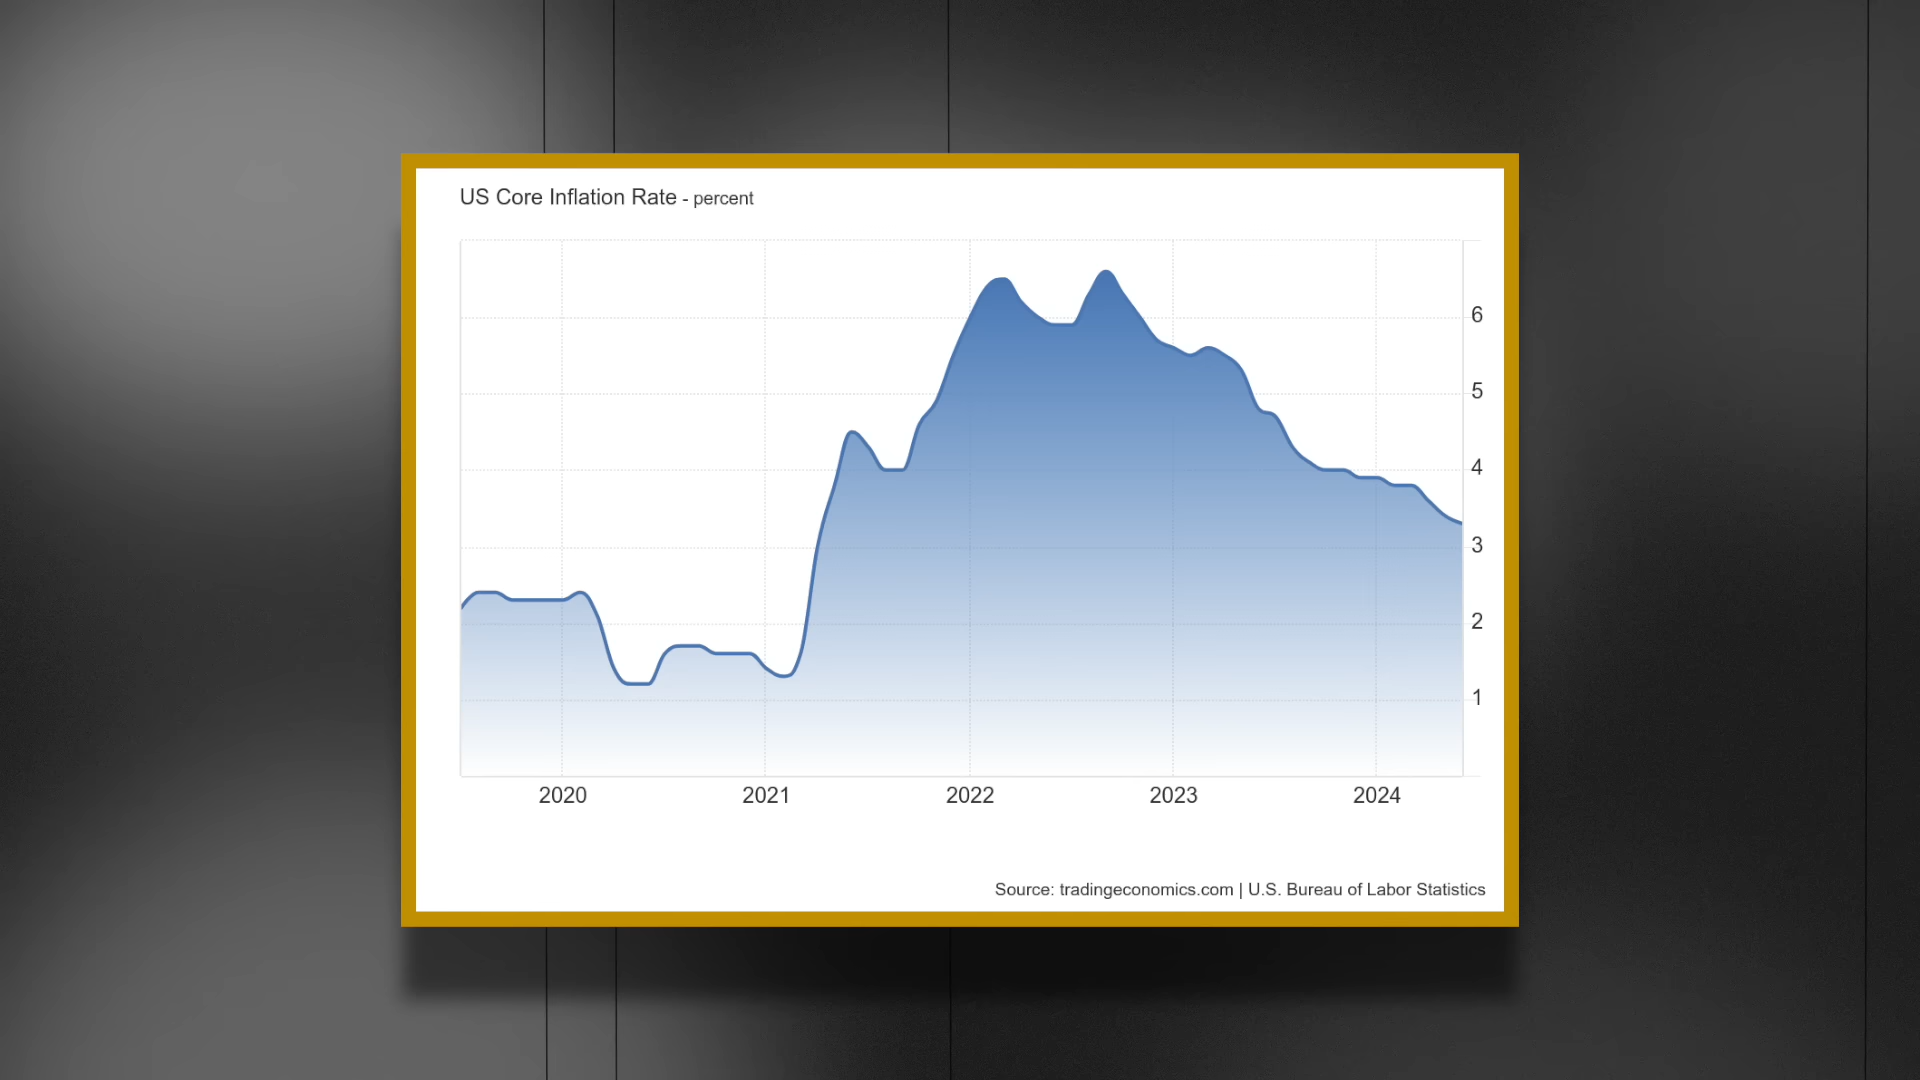 US Core Inflation Rate - percent
6
5
4
3
2
1
2020 2021 2022 2023 2024
Source: tradingeconomics.com | U.S. Bureau of Labor Statistics